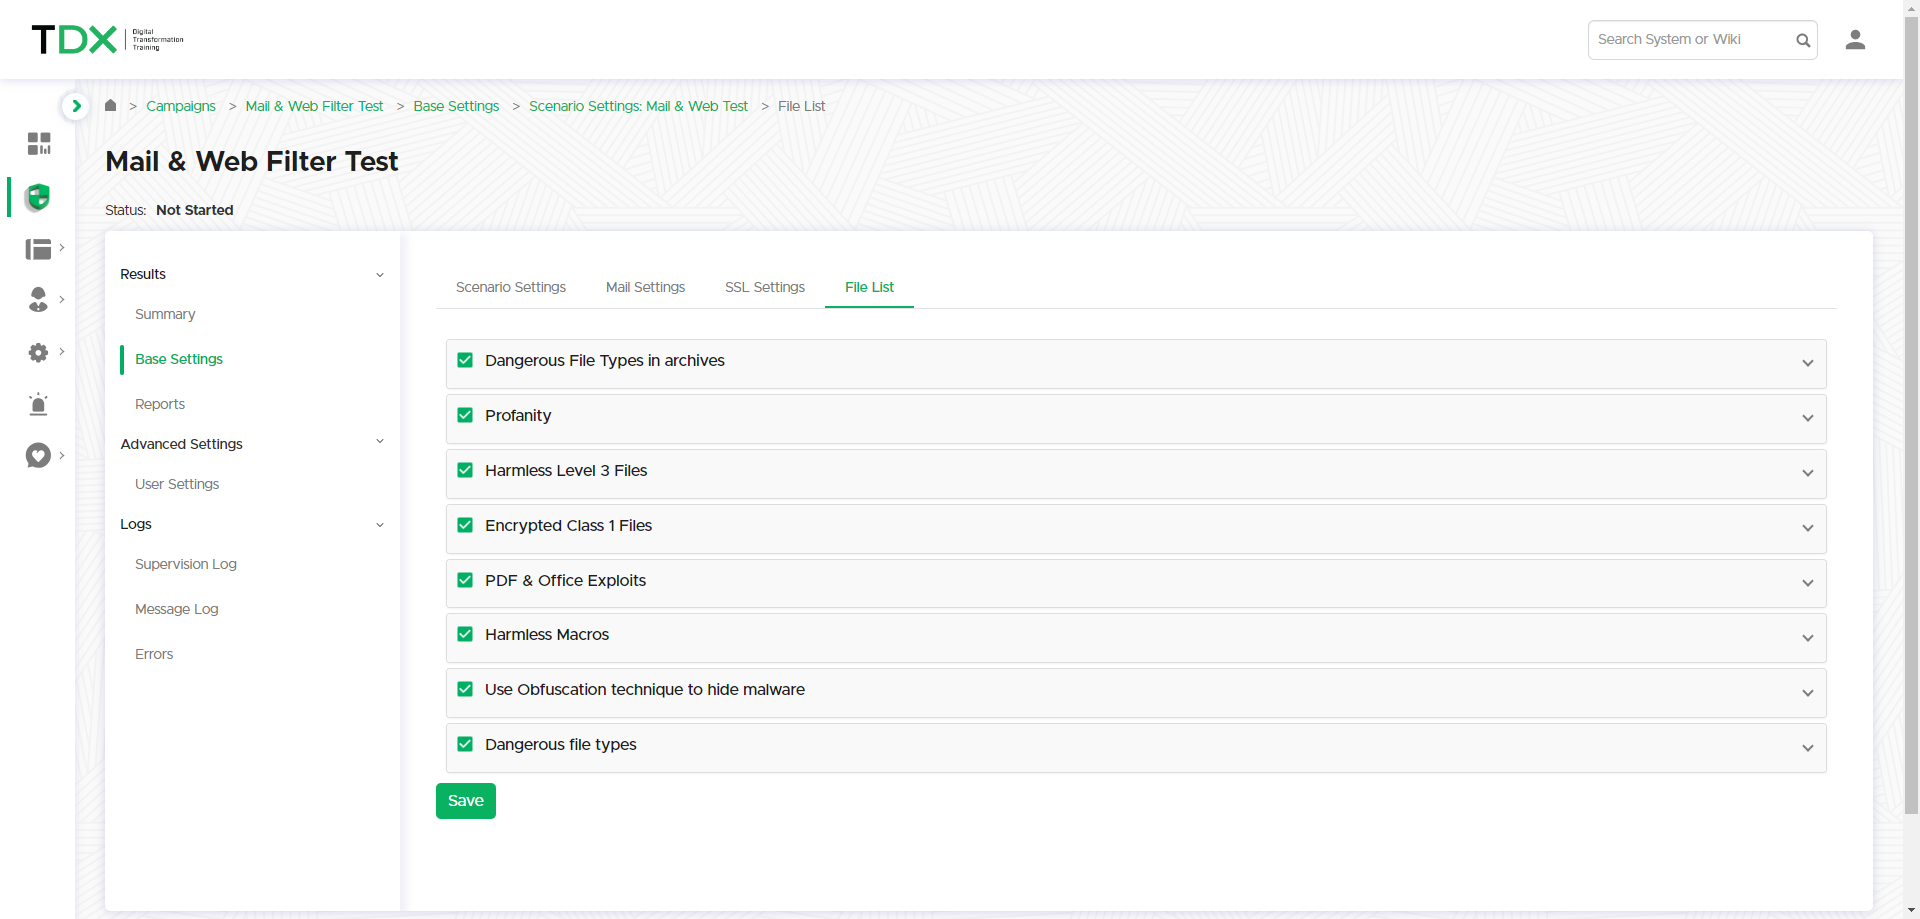 TDX
Digital
Transformation
Training
Search System or Wiki
> Campaigns > Mail & Web Filter Test > Base Settings > Scenario Settings: Mail & Web Test > File List
Mail & Web Filter Test
Status: Not Started
Results
Summary
Base Settings
Reports
Advanced Settings
User Settings
Logs
Supervision Log
Message Log
Errors
Scenario Settings Mail Settings SSL Settings File List
Dangerous File Types in archives
Profanity
Harmless Level 3 Files
Encrypted Class 1 Files
PDF & Office Exploits
Harmless Macros
Use Obfuscation technique to hide malware
Dangerous file types
Save